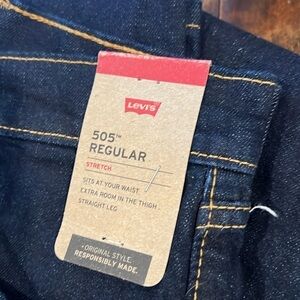 Levi's
505™
REGULAR
STRETCH
SITS AT YOUR WAIST
EXTRA ROOM IN THE THIGH
STRAIGHT LEG
•ORIGINAL STYLE.
RESPONSIBLY MADE.™